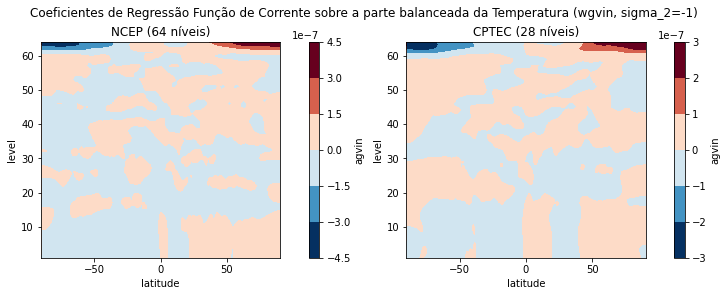 Coeficientes de Regressão Função de Corrente sobre a parte balanceada da Temperatura (wgvin, sigma_2=-1)
NCEP (64 níveis)
CPTEC (28 níveis)
1e−7
1e−7
60
50
40
30
20
10
level
−50
0
50
latitude
4.5
3.0
1.5
0.0
−1.5
−3.0
−4.5
agvin
60
50
40
30
20
10
level
−50
0
50
latitude
3
2
1
0
−1
−2
−3
agvin